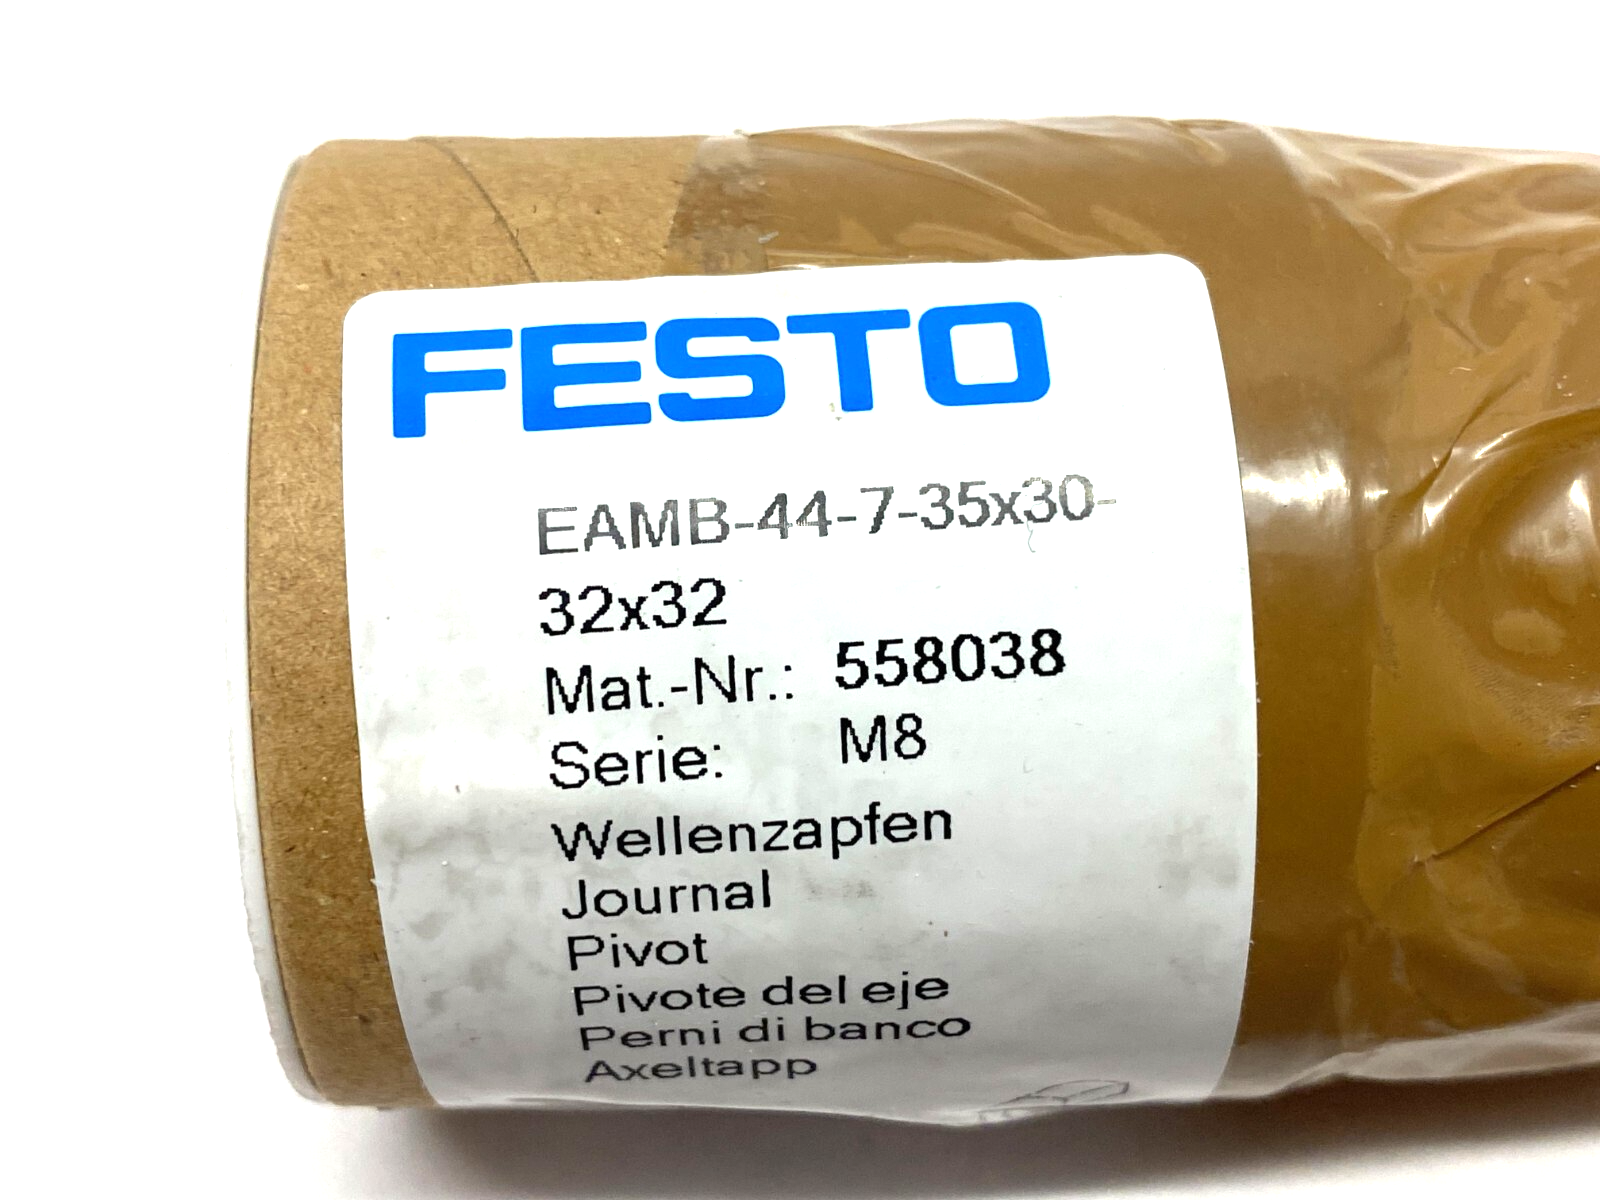 FESTO
EAMB-44-7-35x30-
32x32
Mat.-Nr.: 558038
Serie: M8
Wellenzapfen
Journal
Pivot
Pivote del eje
Perni di banco
Axeltapp